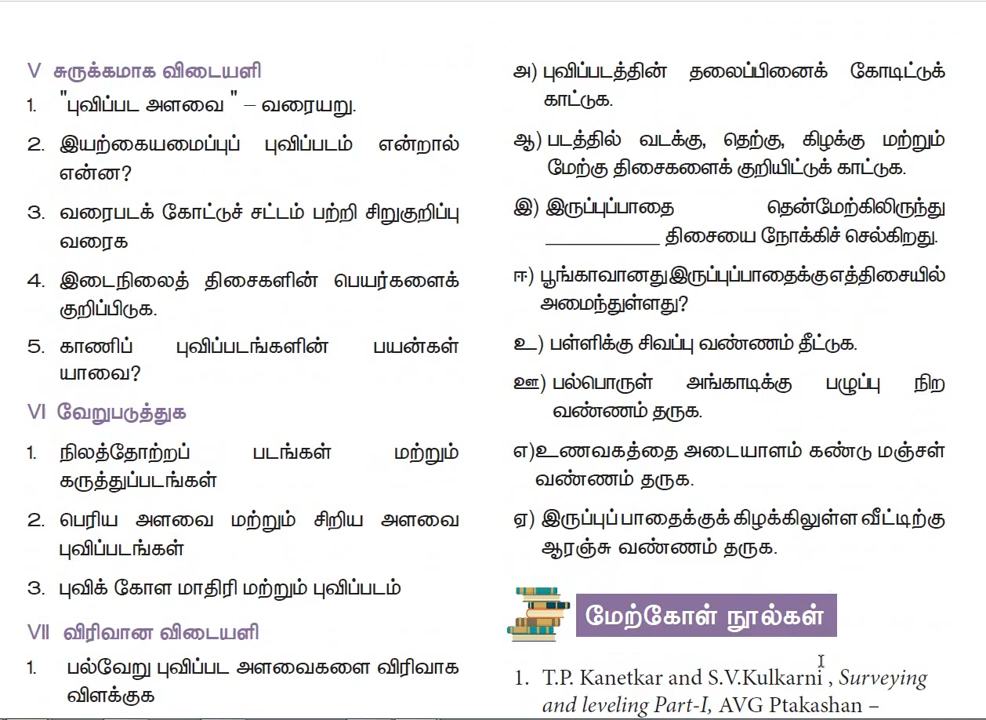 V சுருக்கமாக விடையளி
1. "புவிப்பட அளவை " – வரையறு.
2. இயற்கையமைப்புப் புவிப்படம் என்றால்
என்ன?
3. வரைபடக் கோட்டுச் சட்டம் பற்றி சிறுகுறிப்பு
வரைக
4. இடைநிலைத் திசைகளின் பெயர்களைக்
குறிப்பிடுக.
5. காணிப் புவிப்படங்களின் பயன்கள்
யாவை?
VI வேறுபடுத்துக
1. நிலத்தோற்றப் படங்கள் மற்றும்
கருத்துப்படங்கள்
2. பெரிய அளவை மற்றும் சிறிய அளவை
புவிப்படங்கள்
3. புவிக் கோள மாதிரி மற்றும் புவிப்படம்
VII விரிவான விடையளி
1. பல்வேறு புவிப்பட அளவைகளை விரிவாக
விளக்குக
அ) புவிப்படத்தின் தலைப்பினைக் கோடிட்டுக்
காட்டுக.
ஆ) படத்தில் வடக்கு, தெற்கு, கிழக்கு மற்றும்
மேற்கு திசைகளைக் குறியிட்டுக் காட்டுக.
இ) இருப்புப்பாதை தென்மேற்கிலிருந்து
____________ திசையை நோக்கிச் செல்கிறது.
ஈ) பூங்காவானது இருப்புப்பாதைக்கு எத்திசையில்
அமைந்துள்ளது?
உ) பள்ளிக்கு சிவப்பு வண்ணம் தீட்டுக.
ஊ) பல்பொருள் அங்காடிக்கு பழுப்பு நிற
வண்ணம் தருக.
எ)உணவகத்தை அடையாளம் கண்டு மஞ்சள்
வண்ணம் தருக.
ஏ) இருப்புப் பாதைக்குக் கிழக்கிலுள்ள வீட்டிற்கு
ஆரஞ்சு வண்ணம் தருக.
மேற்கோள் நூல்கள்
1. T.P. Kanetkar and S.V.Kulkarni , Surveying
and leveling Part-I, AVG Ptakashan –